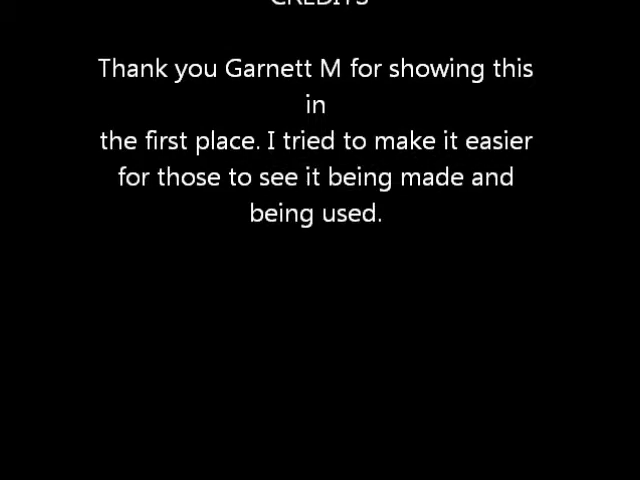 CREDITS
Thank you Garnett M for showing this
in
the first place. I tried to make it easier
for those to see it being made and
being used.